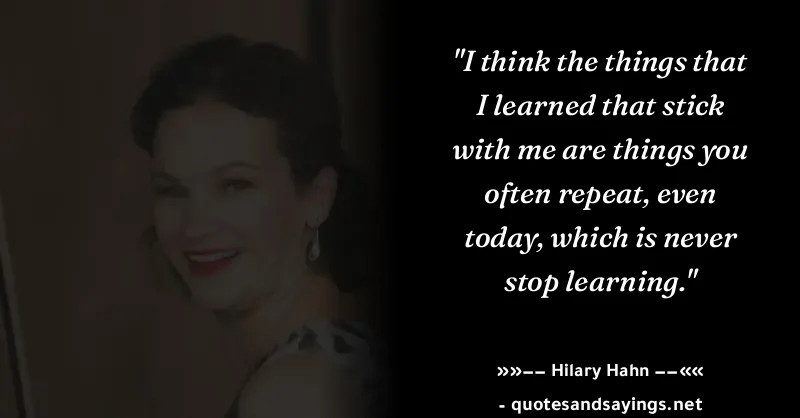 "I think the things that
I learned that stick
with me are things you
often repeat, even
today, which is never
stop learning."
»»−− Hilary Hahn −−««
- quotesandsayings.net